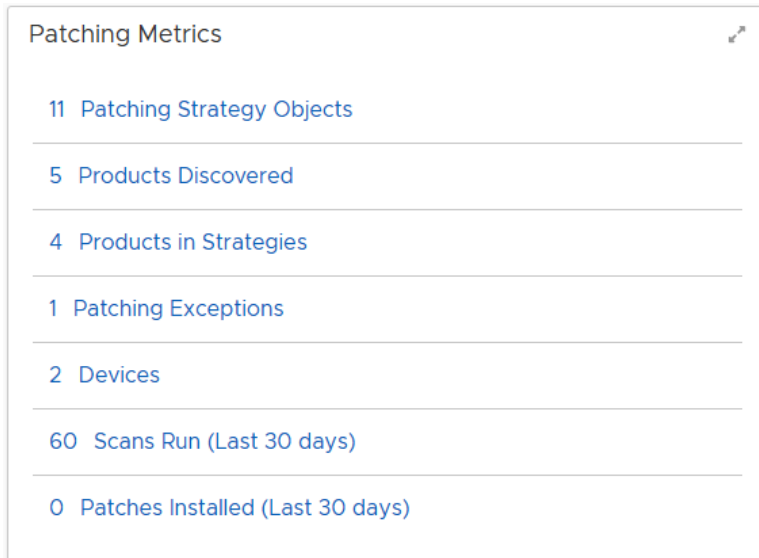 Patching Metrics
11 Patching Strategy Objects
5 Products Discovered
4 Products in Strategies
1 Patching Exceptions
2 Devices
60 Scans Run (Last 30 days)
0 Patches Installed (Last 30 days)